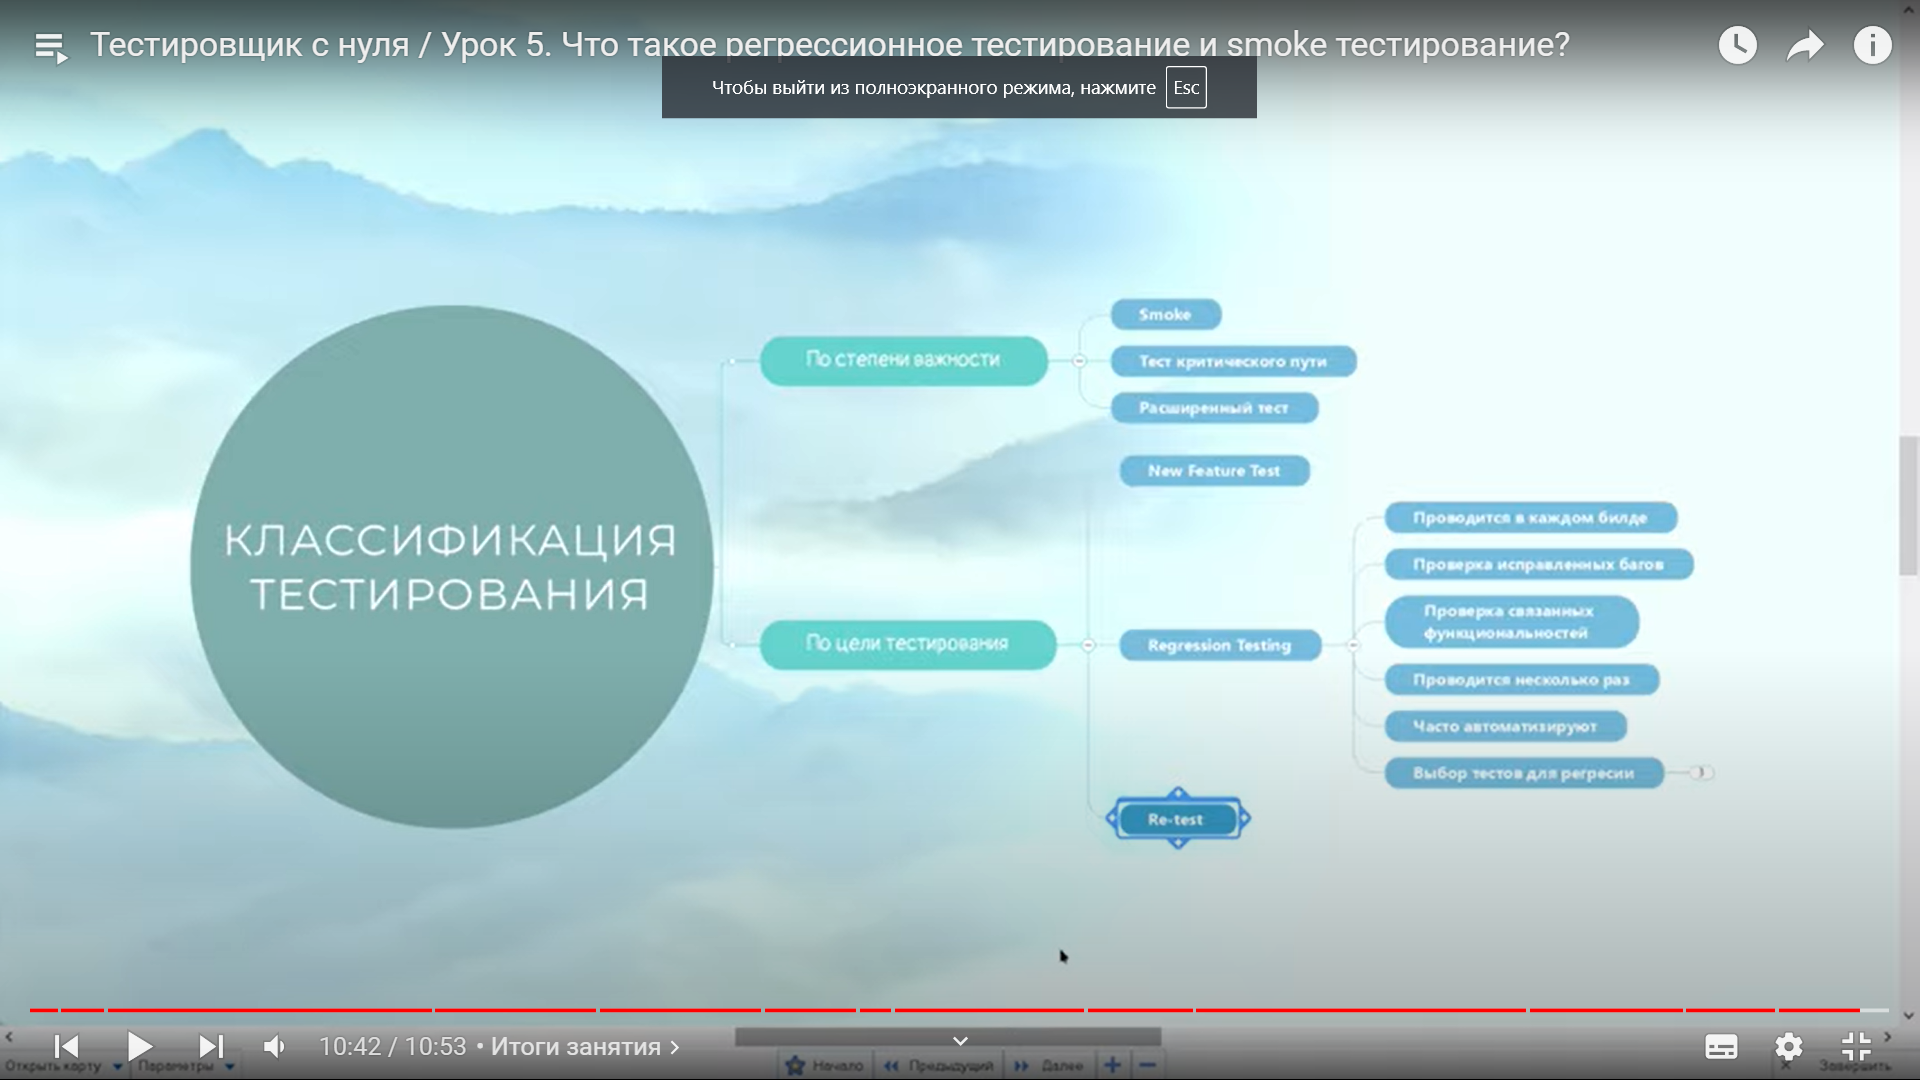 Тестировщик с нуля / Урок 5. Что такое регрессионное тестирование и smoke тестирование?
Чтобы выйти из полноэкранного режима, нажмите Esc
Smoke
По степени важности
Тест критического пути
Расширенный тест
New Feature Test
КЛАССИФИКАЦИЯ
ТЕСТИРОВАНИЯ
Проводится в каждом билде
Проверка исправленных багов
Проверка связанных
функциональностей
По цели тестирования
Regression Testing
Проводится несколько раз
Часто автоматизируют
Выбор тестов для регресии
Re-test
10:42 / 10:53 • Итоги занятия
Открыть карту
Параметры
Начало
Предыдущий
Далее
Завершить